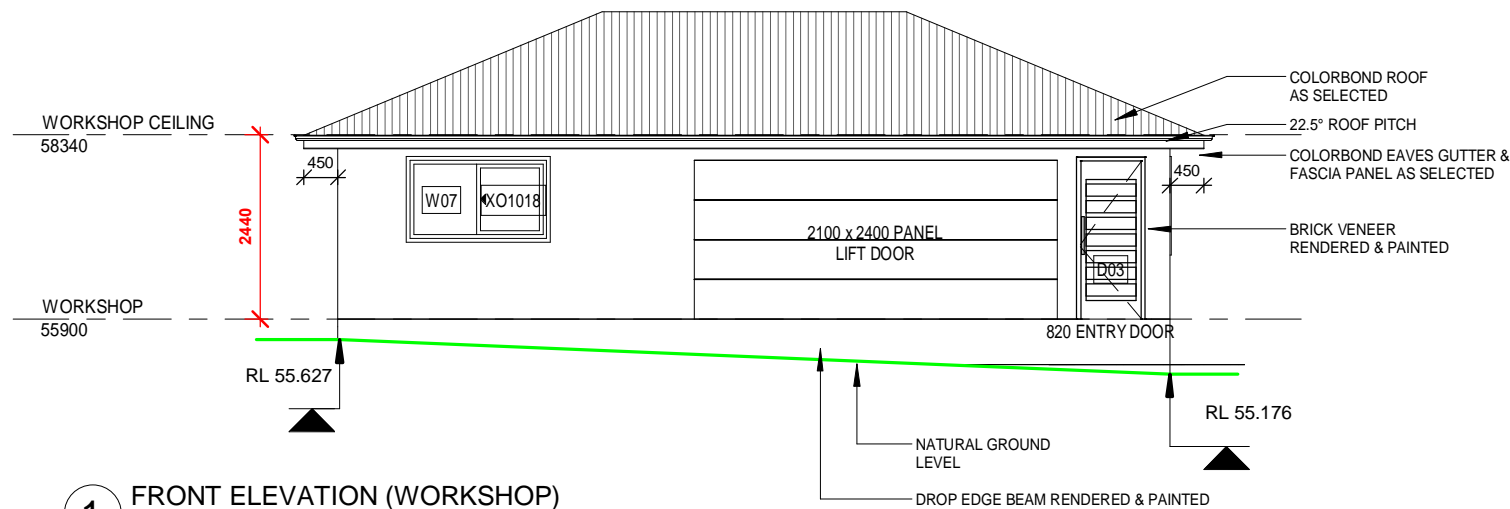 COLORBOND ROOF
AS SELECTED
WORKSHOP CEILING
58340
22.5° ROOF PITCH
COLORBOND EAVES GUTTER &
FASCIA PANEL AS SELECTED
450
450
W07
XO1018
2440
2100 x 2400 PANEL
LIFT DOOR
BRICK VENEER
RENDERED & PAINTED
D03
WORKSHOP
55900
820 ENTRY DOOR
RL 55.627
RL 55.176
NATURAL GROUND
LEVEL
DROP EDGE BEAM RENDERED & PAINTED
1
FRONT ELEVATION (WORKSHOP)